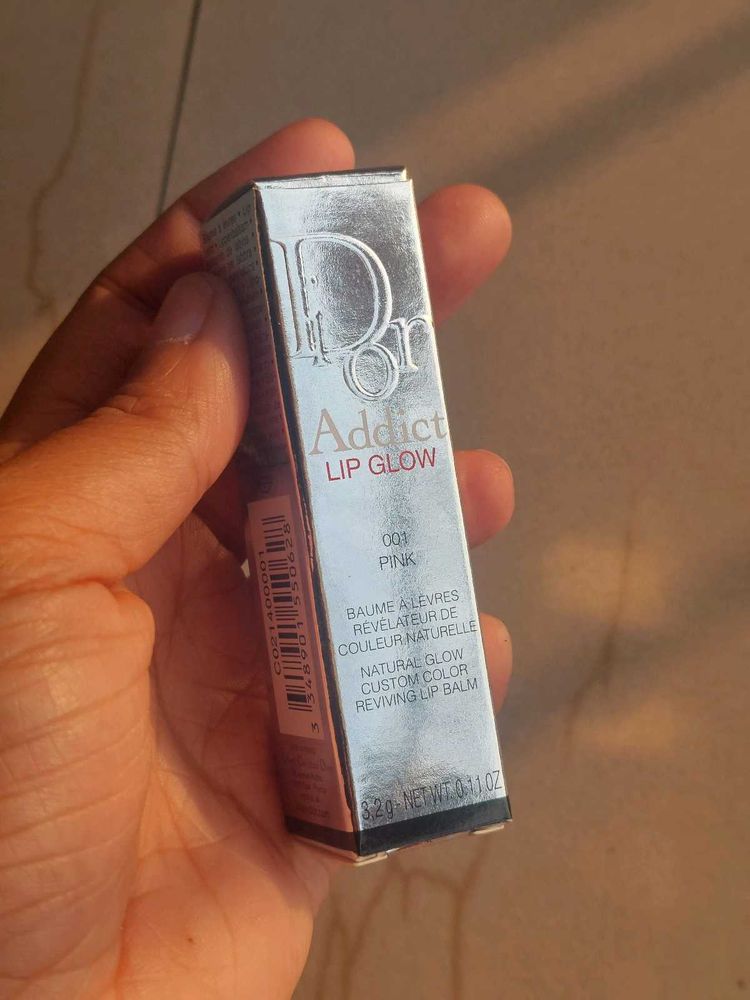 Dior
Addict
LIP GLOW
001
PINK
BAUME À LÈVRES
RÉVÉLATEUR DE
COULEUR NATURELLE
NATURAL GLOW
CUSTOM COLOR
REVIVING LIP BALM
3,2 g - NET WT. 0.11 OZ
C021400001
3 348901 550628